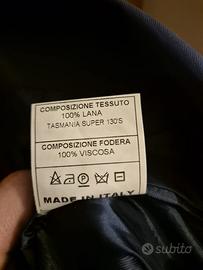 COMPOSIZIONE TESSUTO
100% LANA
TASMANIA SUPER 130'S
COMPOSIZIONE FODERA
100% VISCOSA
MADE IN ITALY
subito